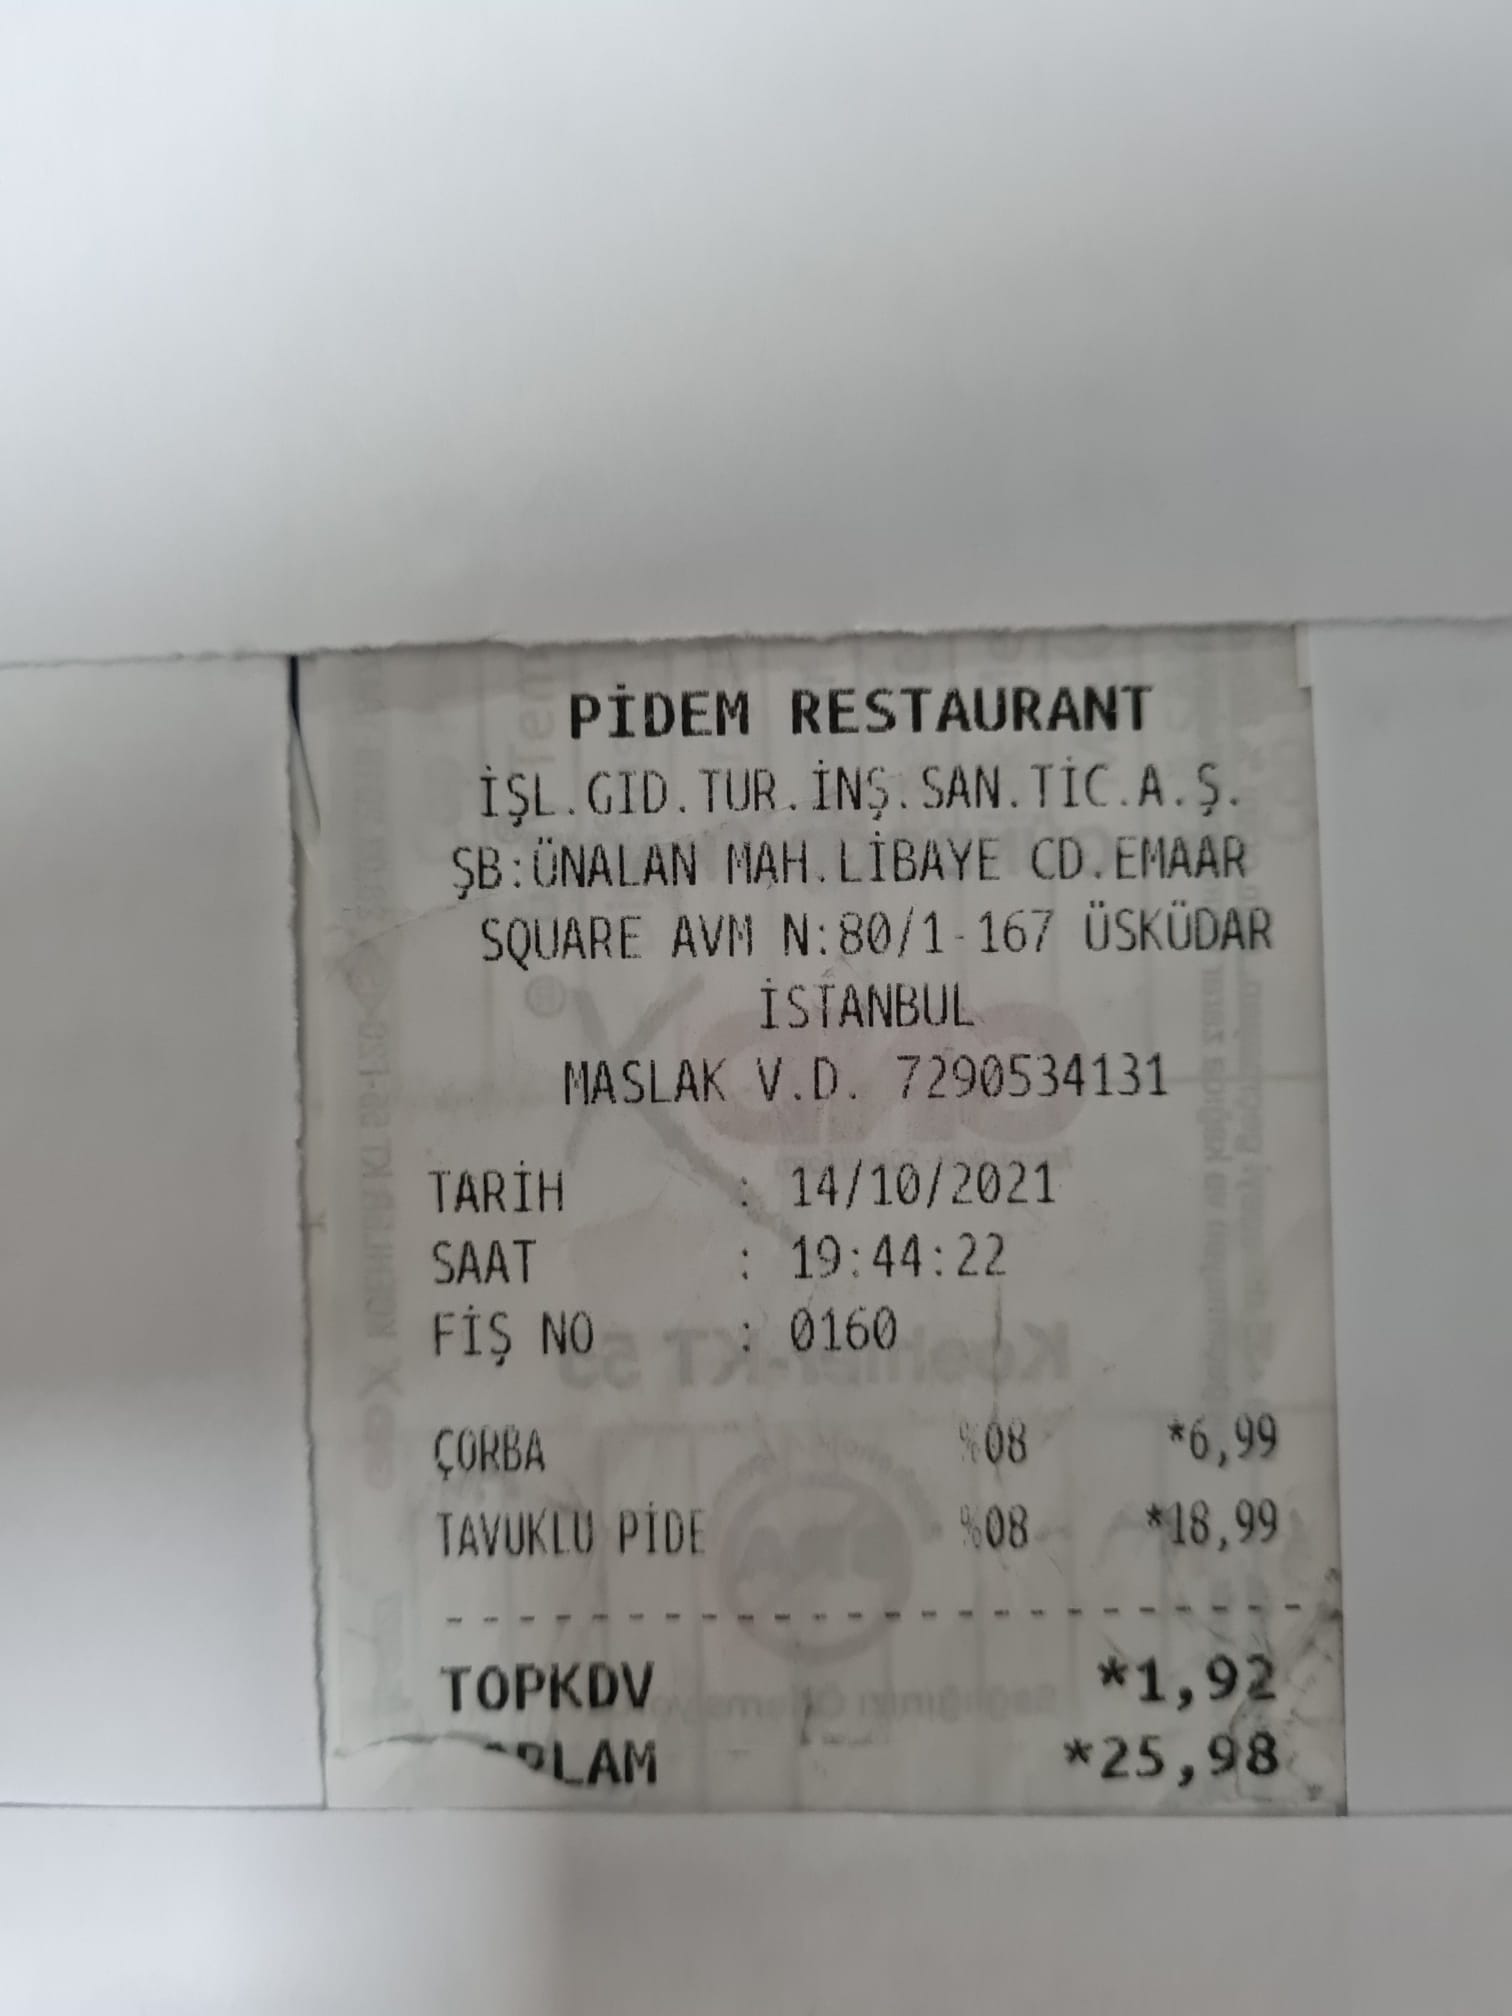 PİDEM RESTAURANT
İŞL.GID.TUR.İNŞ.SAN.TİC.A.Ş.
ŞB:ÜNALAN MAH.LİBAYE CD.EMAAR
SQUARE AVM N:80/1-167 ÜSKÜDAR
İSTANBUL
MASLAK V.D. 7290534131
TARİH : 14/10/2021
SAAT : 19:44:22
FİŞ NO : 0160
ÇORBA %08 *6,99
TAVUKLU PİDE %08 *18,99
TOPKDV *1,92
*25,98